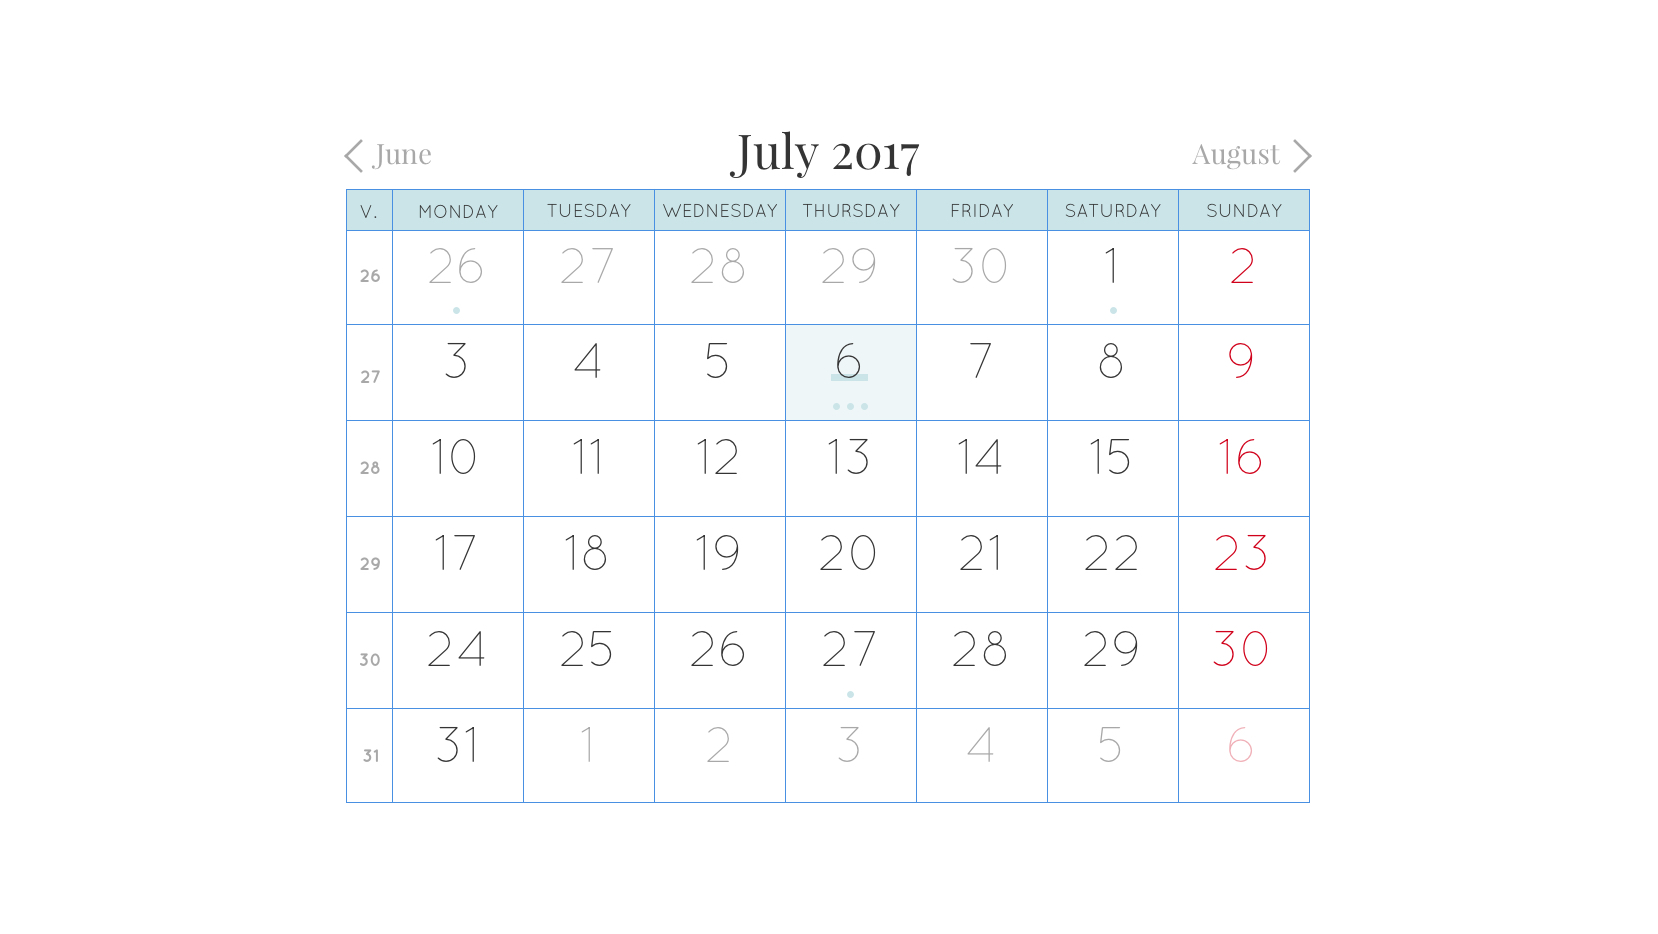 June July 2017 August
V. MONDAY TUESDAY WEDNESDAY THURSDAY FRIDAY SATURDAY SUNDAY
26 26 27 28 29 30 1 2
27 3 4 5 6 7 8 9
28 10 11 12 13 14 15 16
29 17 18 19 20 21 22 23
30 24 25 26 27 28 29 30
31 31 1 2 3 4 5 6